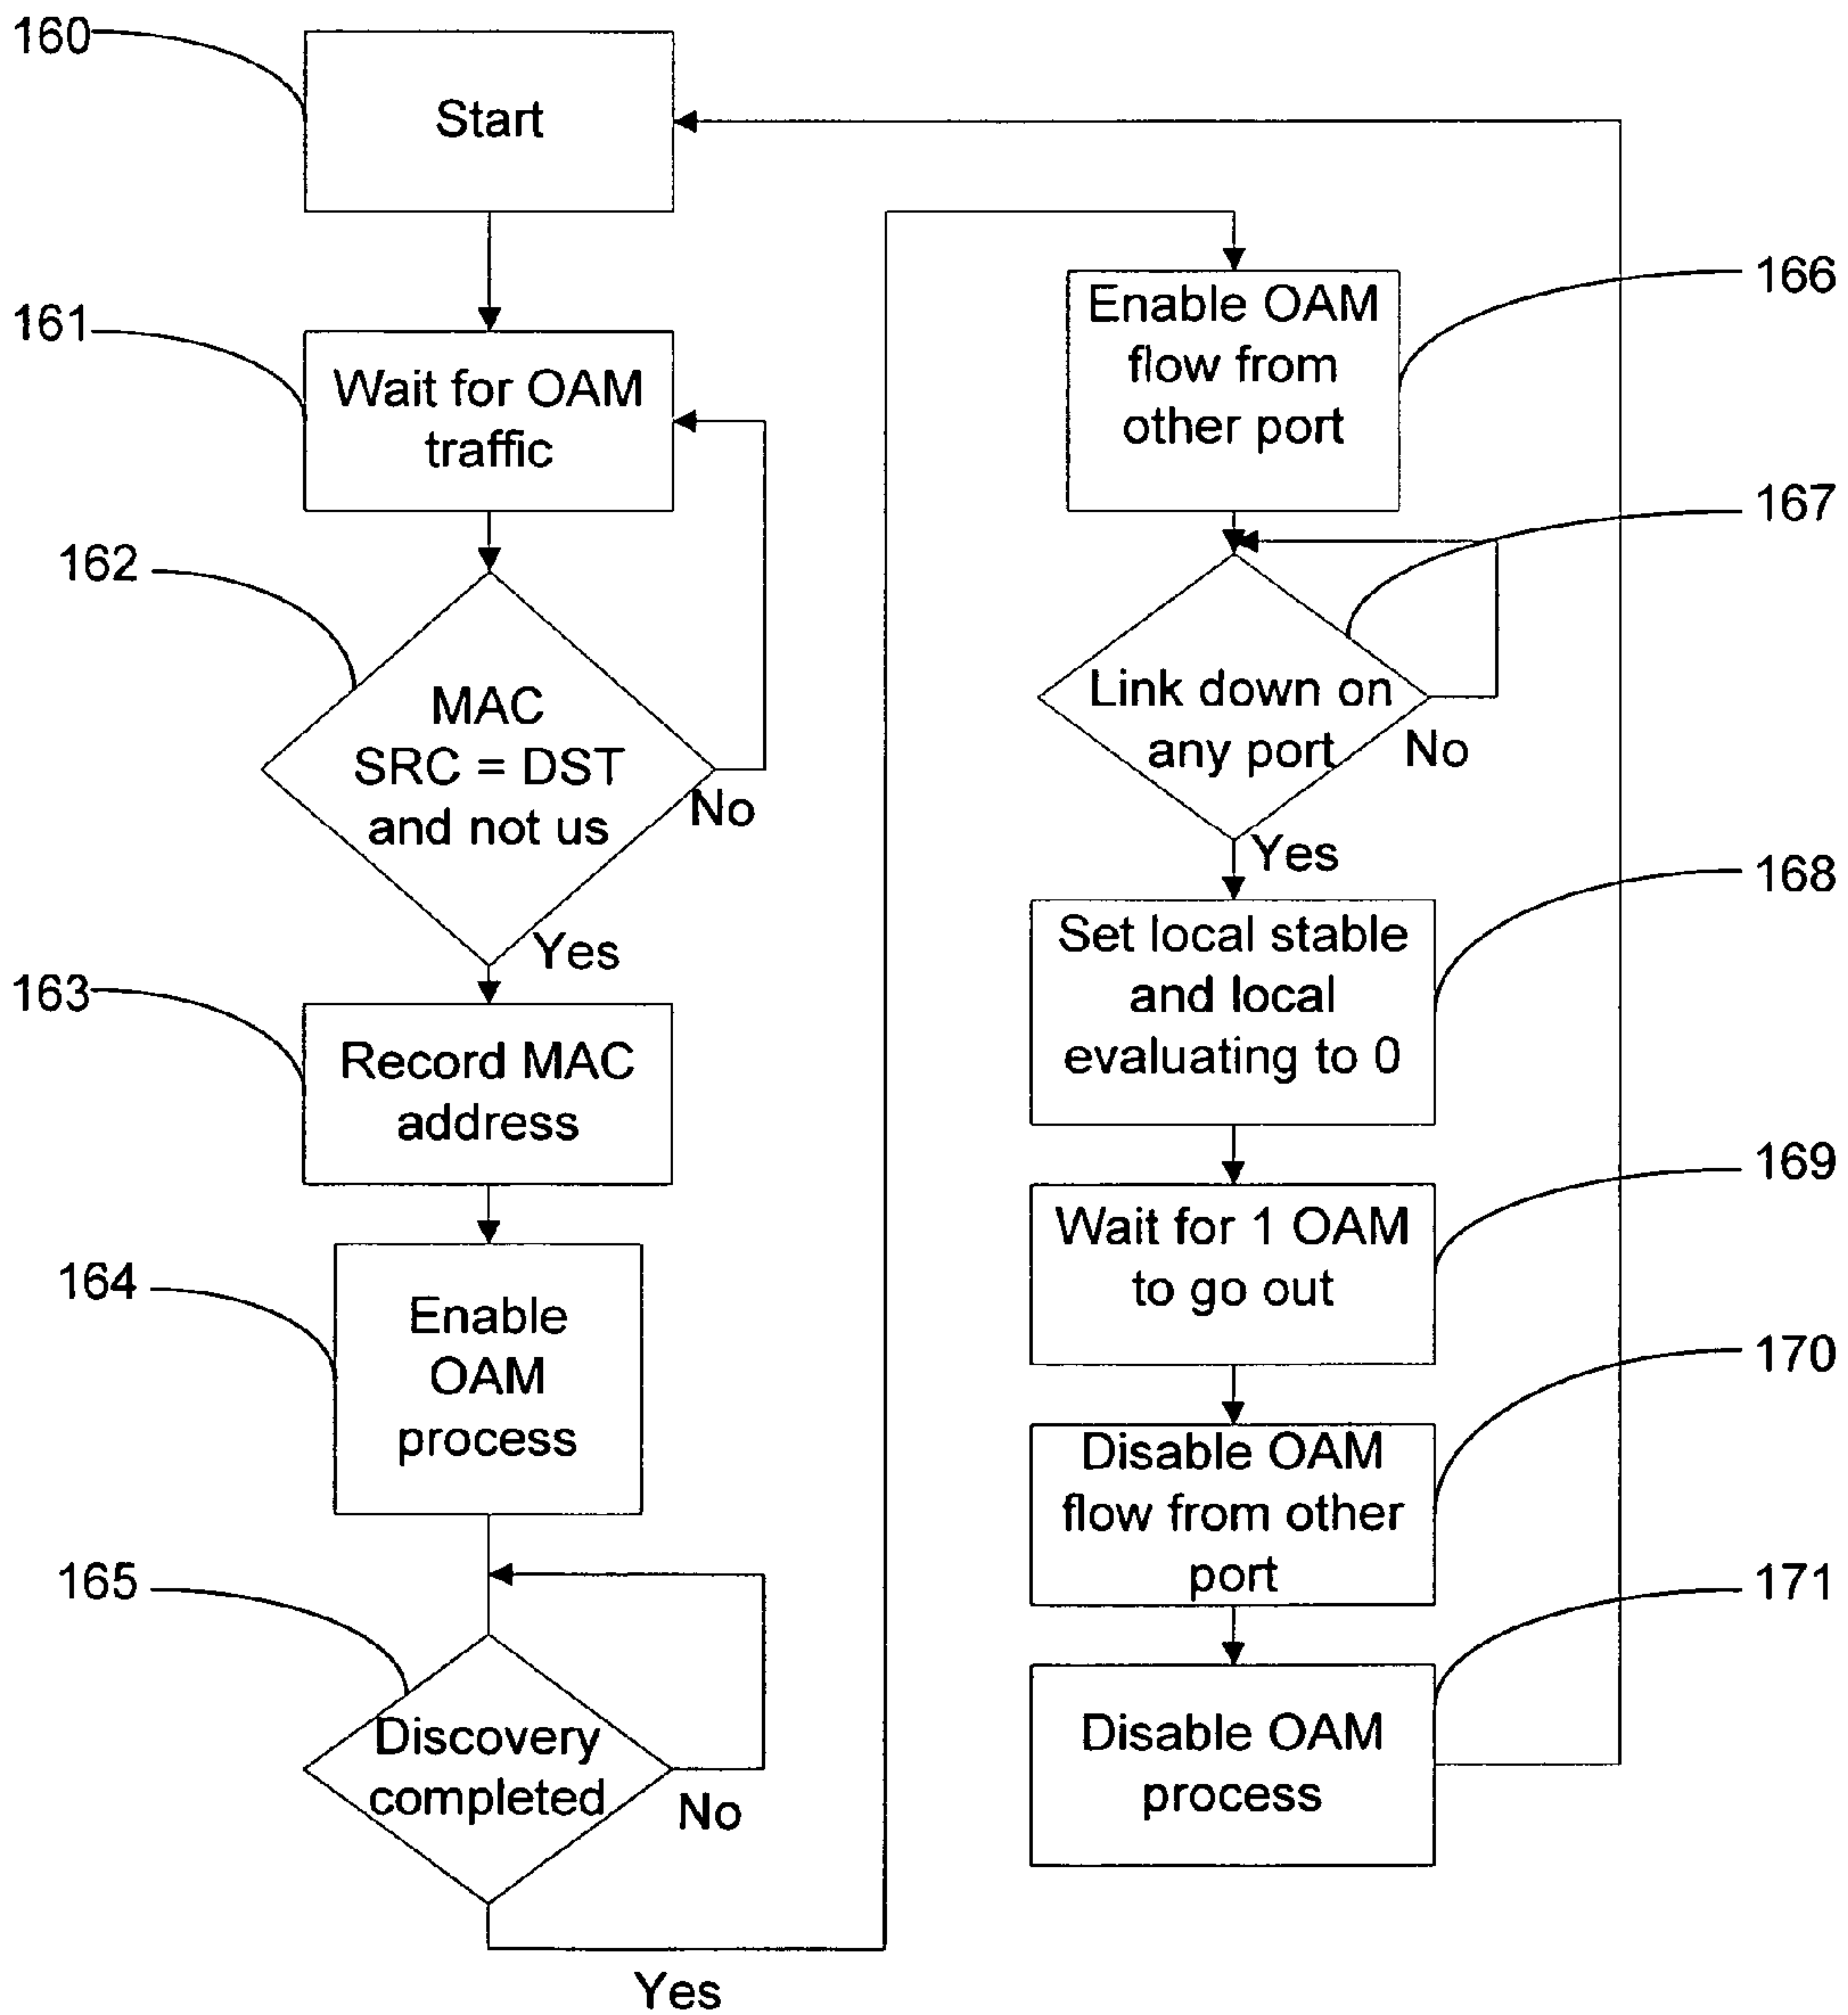 160
Start
161
Wait for OAM
traffic
162
MAC
SRC = DST
and not us
No
Yes
163
Record MAC
address
164
Enable
OAM
process
165
Discovery
completed
No
Yes
166
Enable OAM
flow from
other port
167
Link down on
any port
No
Yes
168
Set local stable
and local
evaluating to 0
169
Wait for 1 OAM
to go out
170
Disable OAM
flow from other
port
171
Disable OAM
process